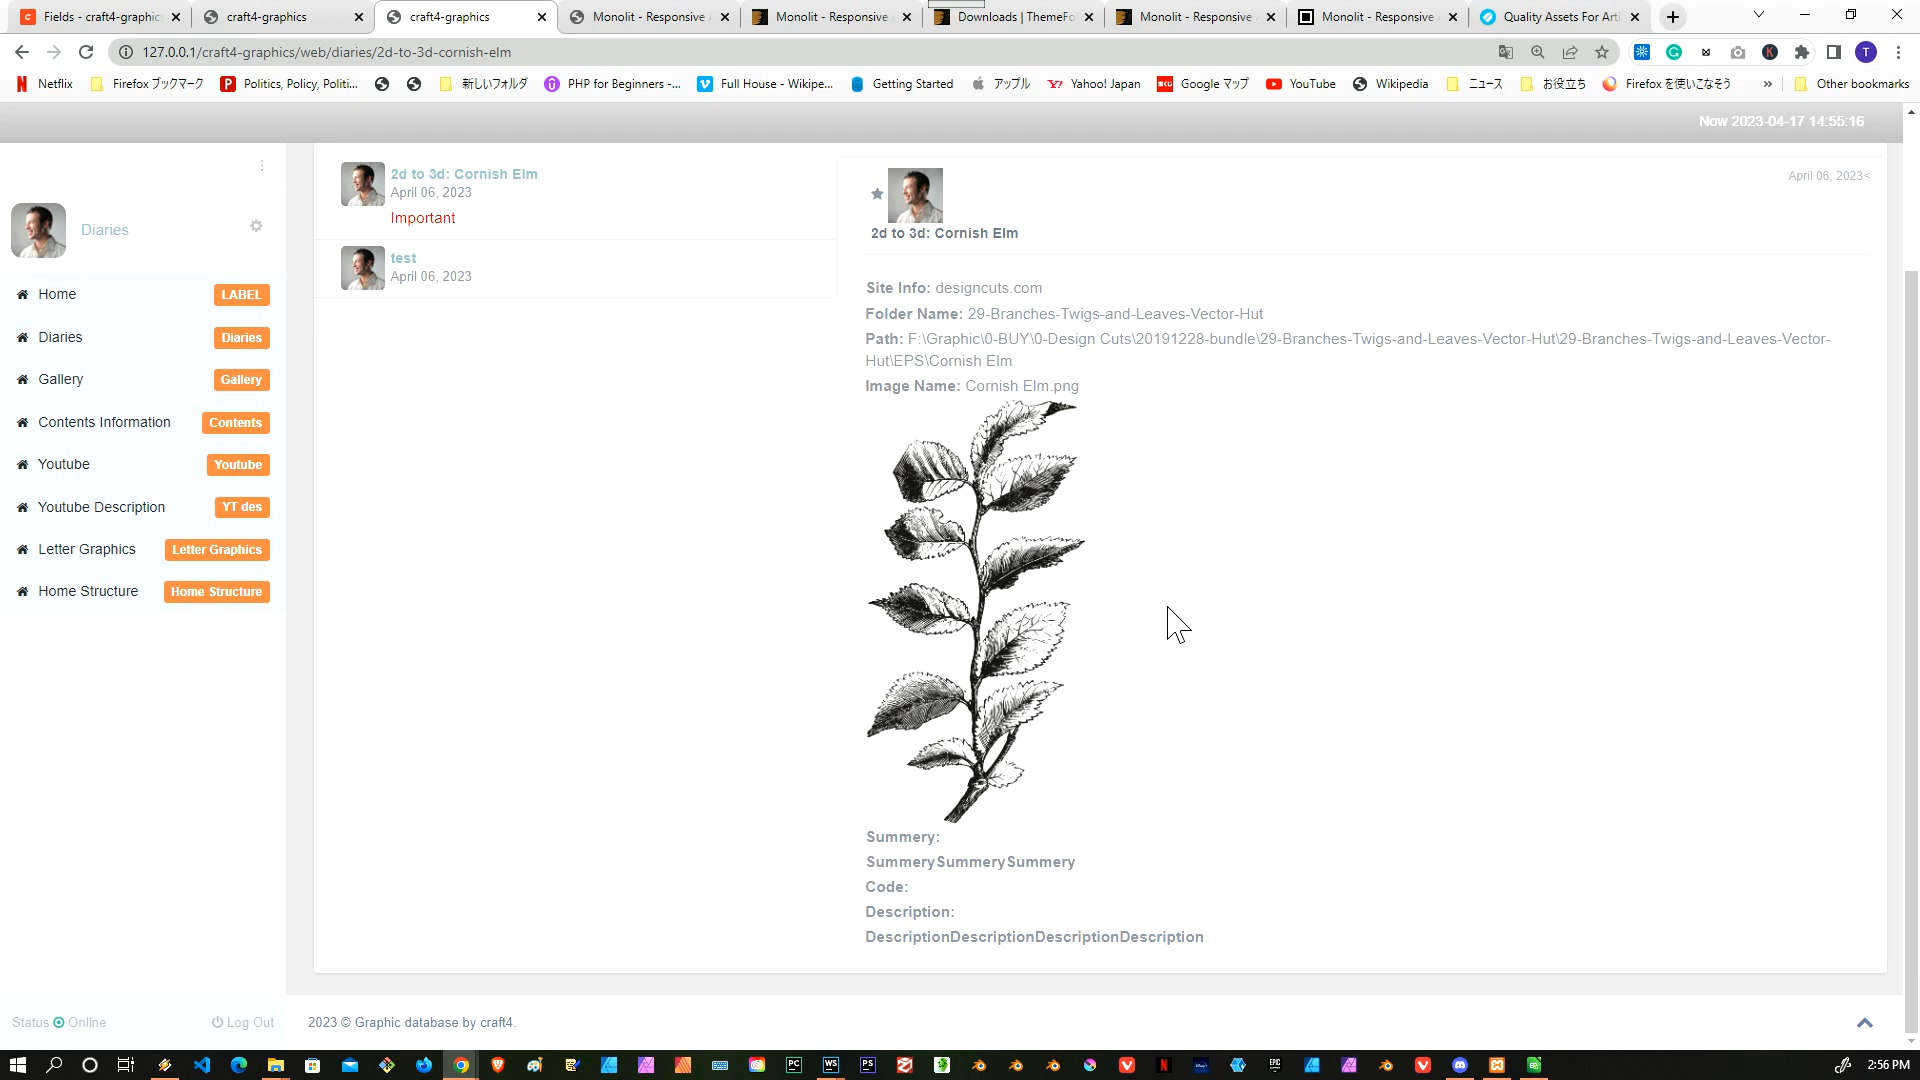 Fields - craft4-graphic
craft4-graphics
craft4-graphics
Monolit - Responsive
Monolit - Responsive
Downloads | ThemeFo
Monolit - Responsive
Monolit - Responsive
Quality Assets For Arti
127.0.0.1/craft4-graphics/web/diaries/2d-to-3d-cornish-elm
Netflix
Firefox ブックマーク
Politics, Policy, Politi...
新しいフォルダ
PHP for Beginners -...
Full House - Wikipe...
Getting Started
アップル
Yahoo! Japan
Google マップ
YouTube
Wikipedia
ニュース
お役立ち
Firefox を使いこなそう
»
Other bookmarks
Now 2023-04-17 14:55:16
Diaries
Home LABEL
Diaries Diaries
Gallery Gallery
Contents Information Contents
Youtube Youtube
Youtube Description YT des
Letter Graphics Letter Graphics
Home Structure Home Structure
Status Online
Log Out
2d to 3d: Cornish Elm
April 06, 2023
Important
test
April 06, 2023
April 06, 2023<
2d to 3d: Cornish Elm
Site Info: designcuts.com
Folder Name: 29-Branches-Twigs-and-Leaves-Vector-Hut
Path: F:\Graphic\0-BUY\0-Design Cuts\20191228-bundle\29-Branches-Twigs-and-Leaves-Vector-Hut\29-Branches-Twigs-and-Leaves-Vector-
Hut\EPS\Cornish Elm
Image Name: Cornish Elm.png
Summery:
SummerySummerySummery
Code:
Description:
DescriptionDescriptionDescriptionDescription
2023 © Graphic database by craft4.
2:56 PM